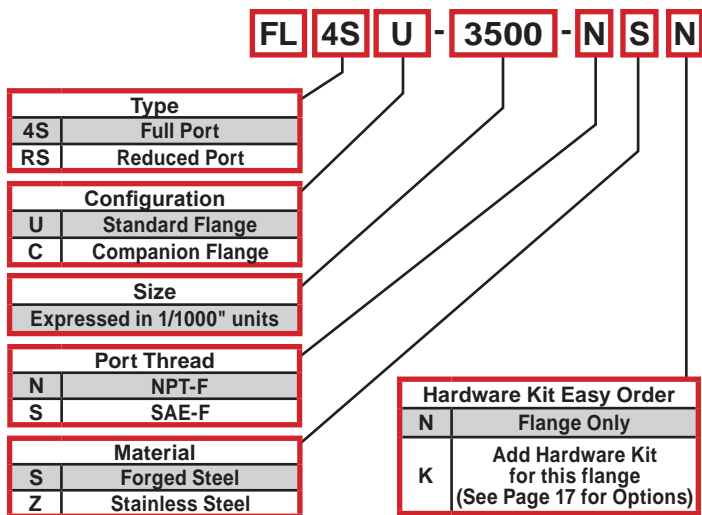 FL 4S U - 3500 - N S N
Type
4S Full Port
RS Reduced Port
Configuration
U Standard Flange
C Companion Flange
Size
Expressed in 1/1000" units
Port Thread
N NPT-F
S SAE-F
Material
S Forged Steel
Z Stainless Steel
Hardware Kit Easy Order
N Flange Only
K Add Hardware Kit
for this flange
(See Page 17 for Options)